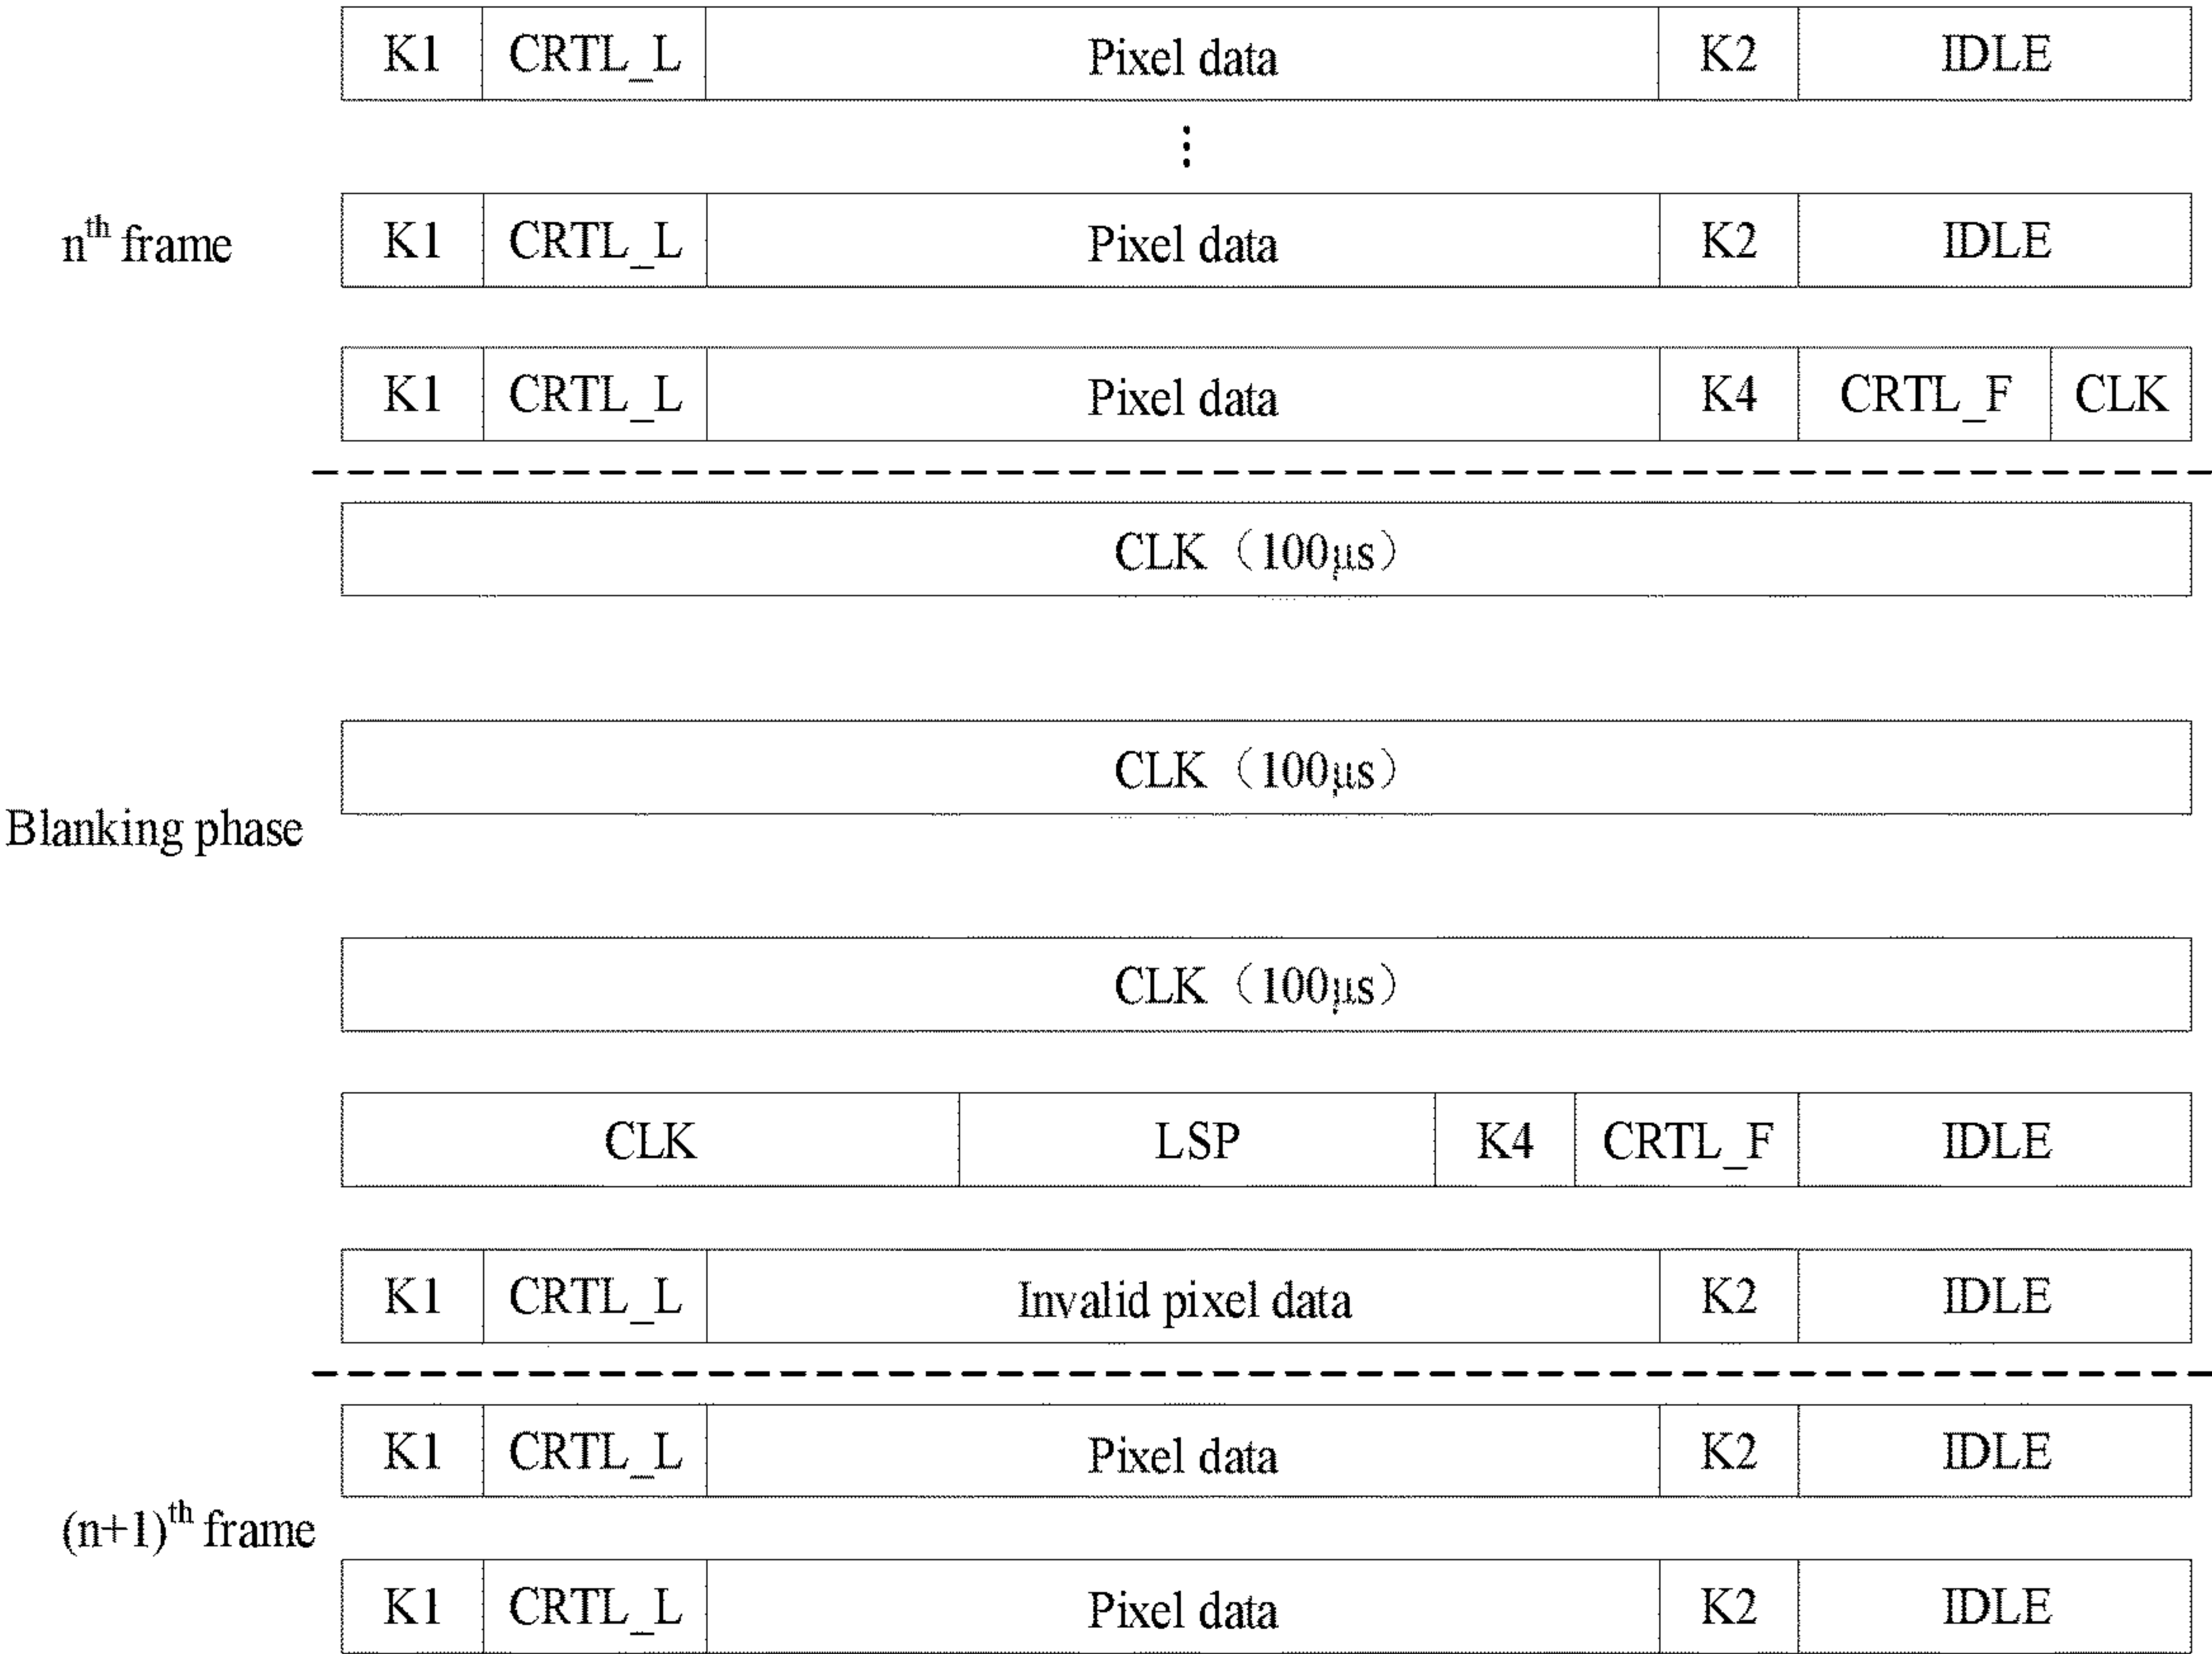 K1 CRTL_L Pixel data K2 IDLE
⋮
nth frame K1 CRTL_L Pixel data K2 IDLE
K1 CRTL_L Pixel data K4 CRTL_F CLK
CLK（100μs）
CLK（100μs）
Blanking phase
CLK（100μs）
CLK LSP K4 CRTL_F IDLE
K1 CRTL_L Invalid pixel data K2 IDLE
K1 CRTL_L Pixel data K2 IDLE
(n+1)th frame
K1 CRTL_L Pixel data K2 IDLE